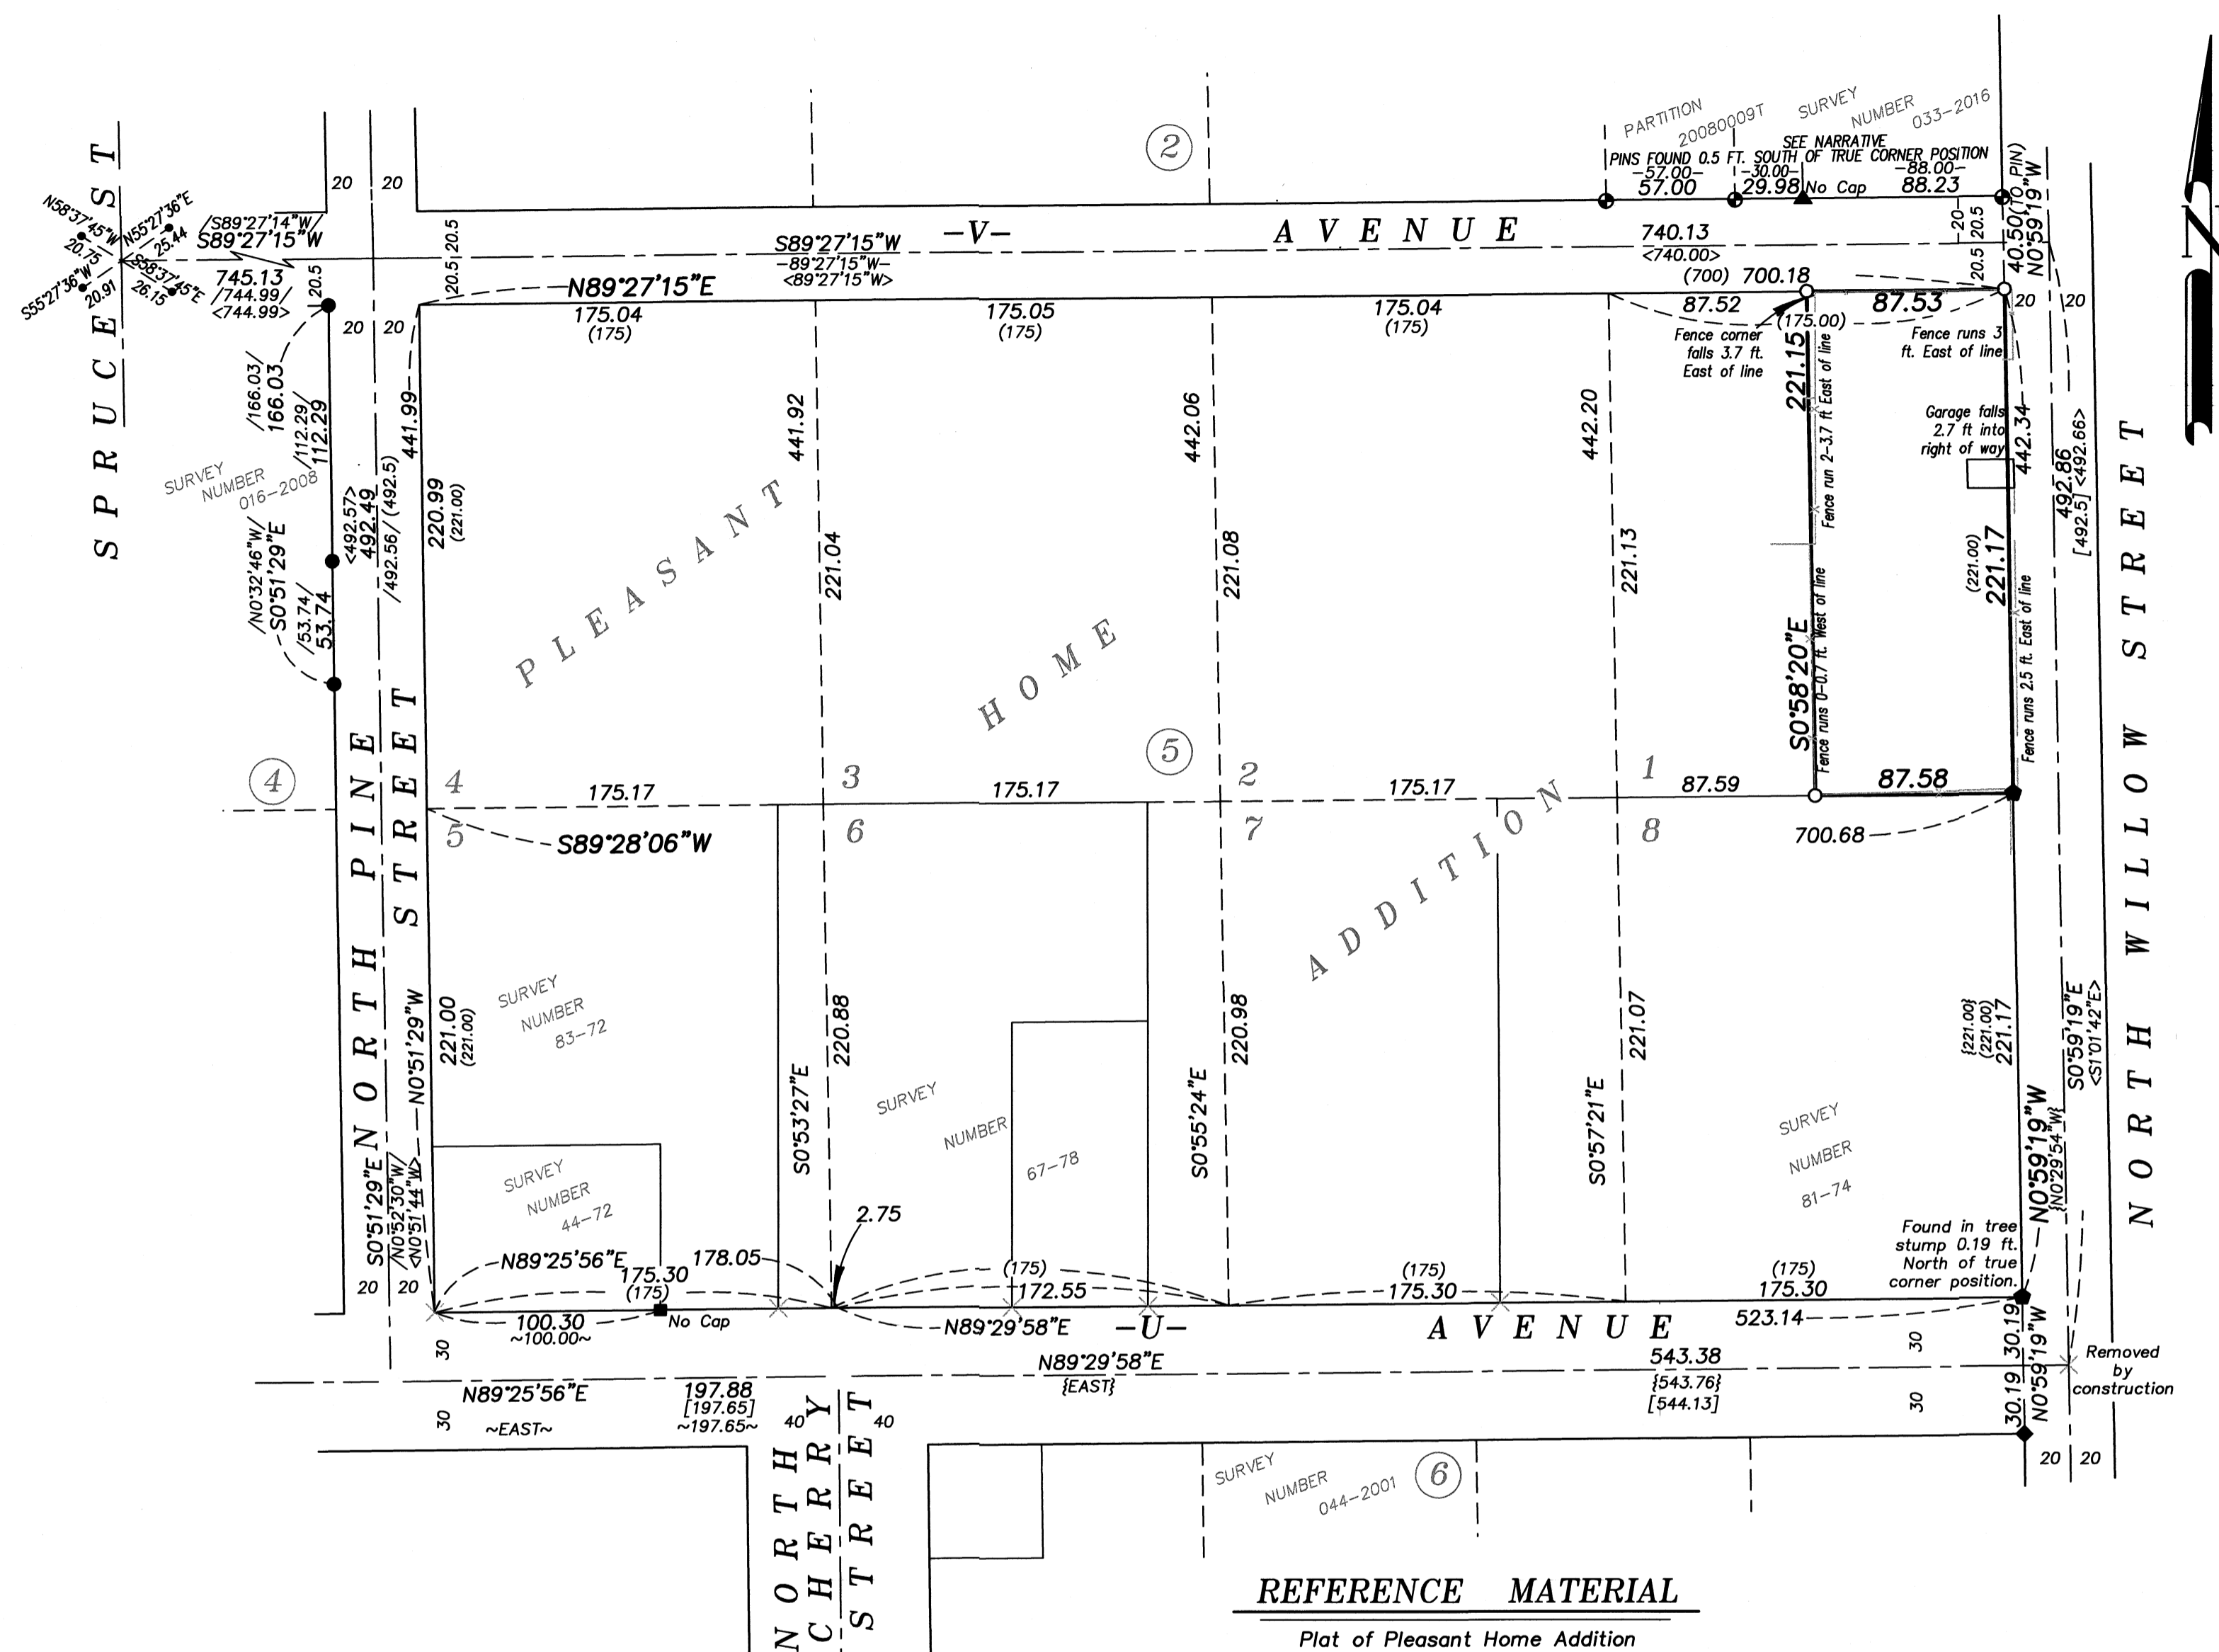 PARTITION
20080009T
SURVEY
NUMBER
033-2016
SEE NARRATIVE
PINS FOUND 0.5 FT. SOUTH OF TRUE CORNER POSITION
-57.00-
57.00
-30.00-
29.98
No Cap
-88.00-
88.23
2
20
20
SPRUCE ST
N58°37'45"W
20.75
N55°27'36"E
25.44
S55°27'36"W
20.91
S58°37'45"E
26.15
/S89°27'14"W/
S89°27'15"W
745.13
/744.99/
<744.99>
20.5
20.5
20.5
-V- AVENUE
S89°27'15"W
-89°27'15"W-
<89°27'15"W>
740.13
<740.00>
20
20.5
20.5
40.50(TO PIN)
N0°59'19"W
N89°27'15"E
(700) 700.18
175.04
(175)
175.05
(175)
175.04
(175)
87.52
(175.00)
87.53
20
20
20
20
Fence corner
falls 3.7 ft.
East of line
Fence runs 3
ft. East of line
Garage falls
2.7 ft into
right of way
221.15
Fence run 2-3.7 ft East of line
S0°58'20"E
Fence runs 0-0.7 ft. West of line
Fence runs 2.5 ft. East of line
442.34
(221.00)
221.17
492.86
[492.5] <492.66>
NORTH WILLOW STREET
/166.03/
166.03
/112.29/
112.29
SURVEY
NUMBER
016-2008
/N0°32'46"W/
S0°51'29"E
/53.74/
53.74
<492.57>
492.49
/492.56/ (492.5)
441.99
220.99
(221.00)
441.92
221.04
442.06
221.08
442.20
221.13
PLEASANT
HOME
ADDITION
4
5
4
3
2
1
5
6
7
8
175.17
175.17
175.17
87.59
87.58
S89°28'06"W
700.68
NORTH PINE
STREET
SURVEY
NUMBER
83-72
SURVEY
NUMBER
44-72
SURVEY
NUMBER
67-78
SURVEY
NUMBER
81-74
N0°51'29"W
221.00
(221.00)
220.88
S0°53'27"E
220.98
S0°55'24"E
221.07
S0°57'21"E
{221.00}
(221.00)
221.17
S0°59'19"E
<S1°01'42"E>
N0°59'19"W
{N0°29'54"W}
S0°51'29"E
/N0°52'30"W/
<N0°51'44"W>
20
20
2.75
N89°25'56"E
178.05
175.30
(175)
(175)
172.55
(175)
175.30
(175)
175.30
Found in tree
stump 0.19 ft.
North of true
corner position.
100.30
~100.00~
No Cap
N89°29'58"E
-U- AVENUE
523.14
30
30
30.19
N0°59'19"W
N89°29'58"E
{EAST}
543.38
{543.76}
[544.13]
Removed
by
construction
N89°25'56"E
~EAST~
197.88
[197.65]
~197.65~
30
30
30.19
40
40
20
20
NORTH
CHERRY
STREET
SURVEY
NUMBER
044-2001
6
REFERENCE MATERIAL
Plat of Pleasant Home Addition